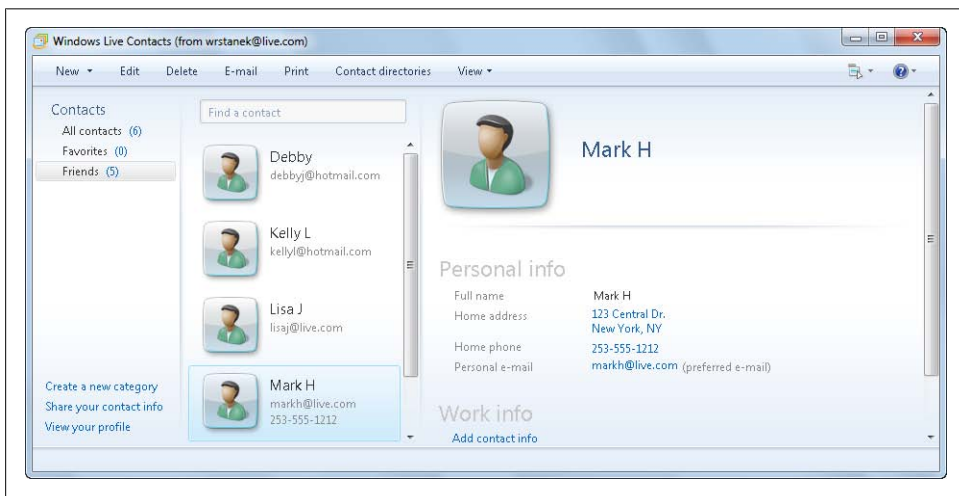 Windows Live Contacts (from wrstanek@live.com)
New Edit Delete E-mail Print Contact directories View
Contacts
All contacts (6)
Favorites (0)
Friends (5)
Create a new category
Share your contact info
View your profile
Find a contact
Debby
debbyj@hotmail.com
Kelly L
kellyl@hotmail.com
Lisa J
lisaj@live.com
Mark H
markh@live.com
253-555-1212
Mark H
Personal info
Full name Mark H
Home address 123 Central Dr.
New York, NY
Home phone 253-555-1212
Personal e-mail markh@live.com (preferred e-mail)
Work info
Add contact info